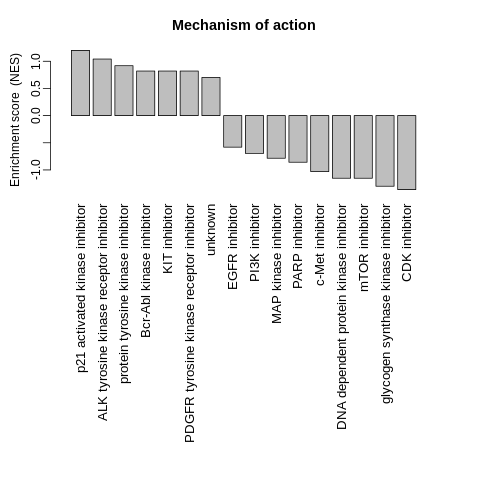 Mechanism of action
Enrichment score (NES)
1.0
0.5
0.0
-1.0
p21 activated kinase inhibitor
ALK tyrosine kinase receptor inhibitor
protein tyrosine kinase inhibitor
Bcr-Abl kinase inhibitor
KIT inhibitor
PDGFR tyrosine kinase receptor inhibitor
unknown
EGFR inhibitor
PI3K inhibitor
MAP kinase inhibitor
PARP inhibitor
c-Met inhibitor
DNA dependent protein kinase inhibitor
mTOR inhibitor
glycogen synthase kinase inhibitor
CDK inhibitor